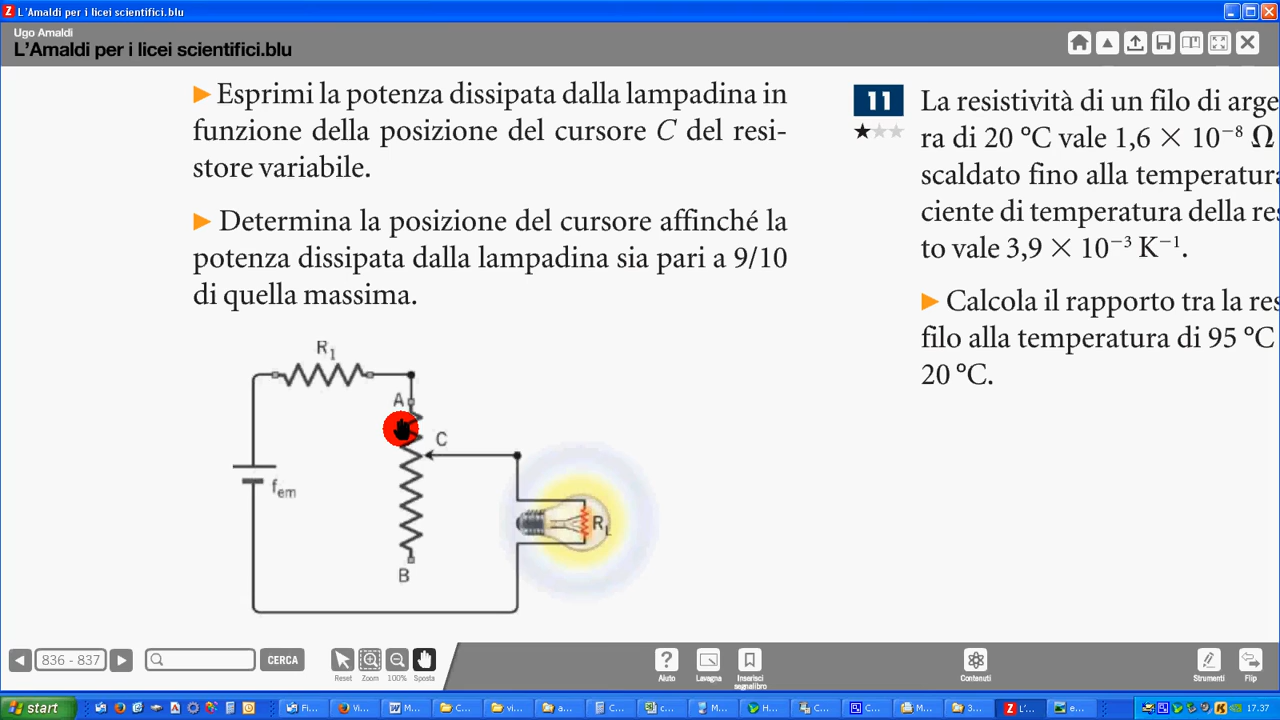 L'Amaldi per i licei scientifici.blu
Ugo Amaldi
L'Amaldi per i licei scientifici.blu
► Esprimi la potenza dissipata dalla lampadina in
funzione della posizione del cursore C del resi-
store variabile.
► Determina la posizione del cursore affinché la
potenza dissipata dalla lampadina sia pari a 9/10
di quella massima.
R1
A
C
fem
RL
B
11
La resistività di un filo di arge
ra di 20 °C vale 1,6 × 10⁻⁸ Ω
scaldato fino alla temperatura
ciente di temperatura della res
to vale 3,9 × 10⁻³ K⁻¹.
► Calcola il rapporto tra la res
filo alla temperatura di 95 °C
20 °C.
836 - 837
CERCA
Reset
Zoom
100%
Sposta
Aiuto
Lavagna
Inserisci
segnalibro
Contenuti
Strumenti
Flip
start
Fi...
Vi...
M...
C...
vi...
a...
C...
c...
M...
H...
C...
C...
M...
3...
L'...
e...
17.37